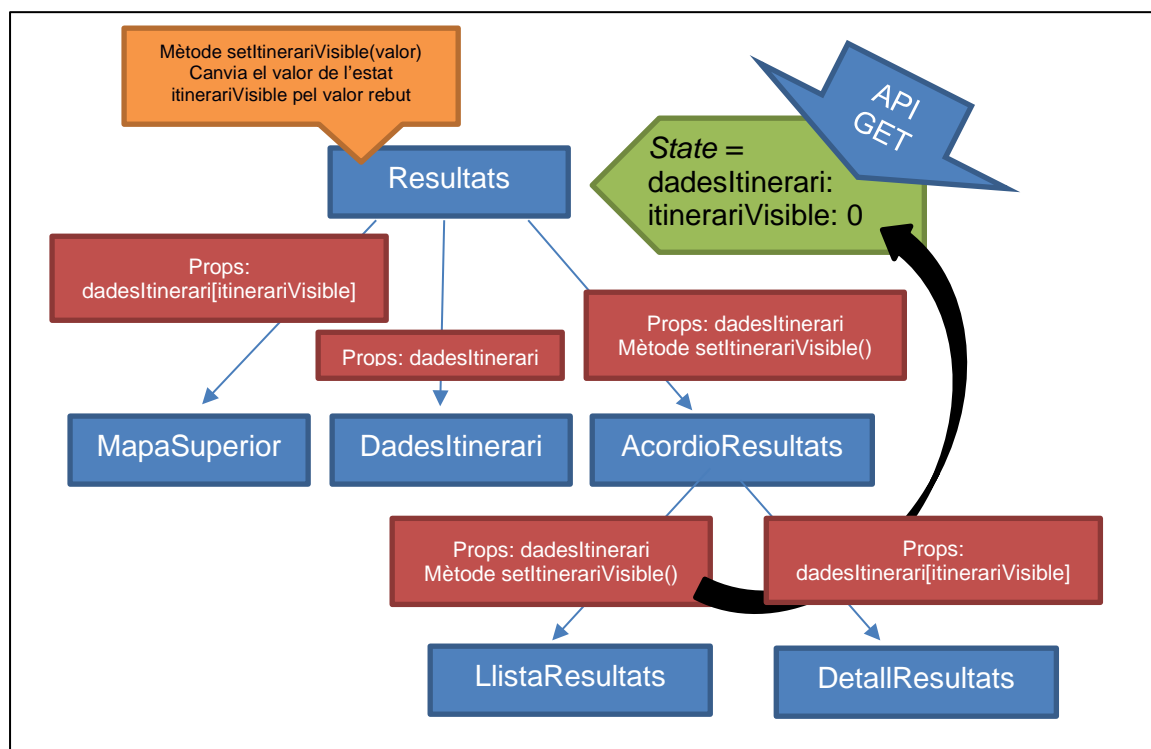 Mètode setItinerariVisible(valor)
Canvia el valor de l'estat
itinerariVisible pel valor rebut
API
GET
State =
dadesItinerari:
itinerariVisible: 0
Resultats
Props:
dadesItinerari[itinerariVisible]
Props: dadesItinerari
Props: dadesItinerari
Mètode setItinerariVisible()
MapaSuperior
DadesItinerari
AcordioResultats
Props: dadesItinerari
Mètode setItinerariVisible()
Props:
dadesItinerari[itinerariVisible]
LlistaResultats
DetallResultats